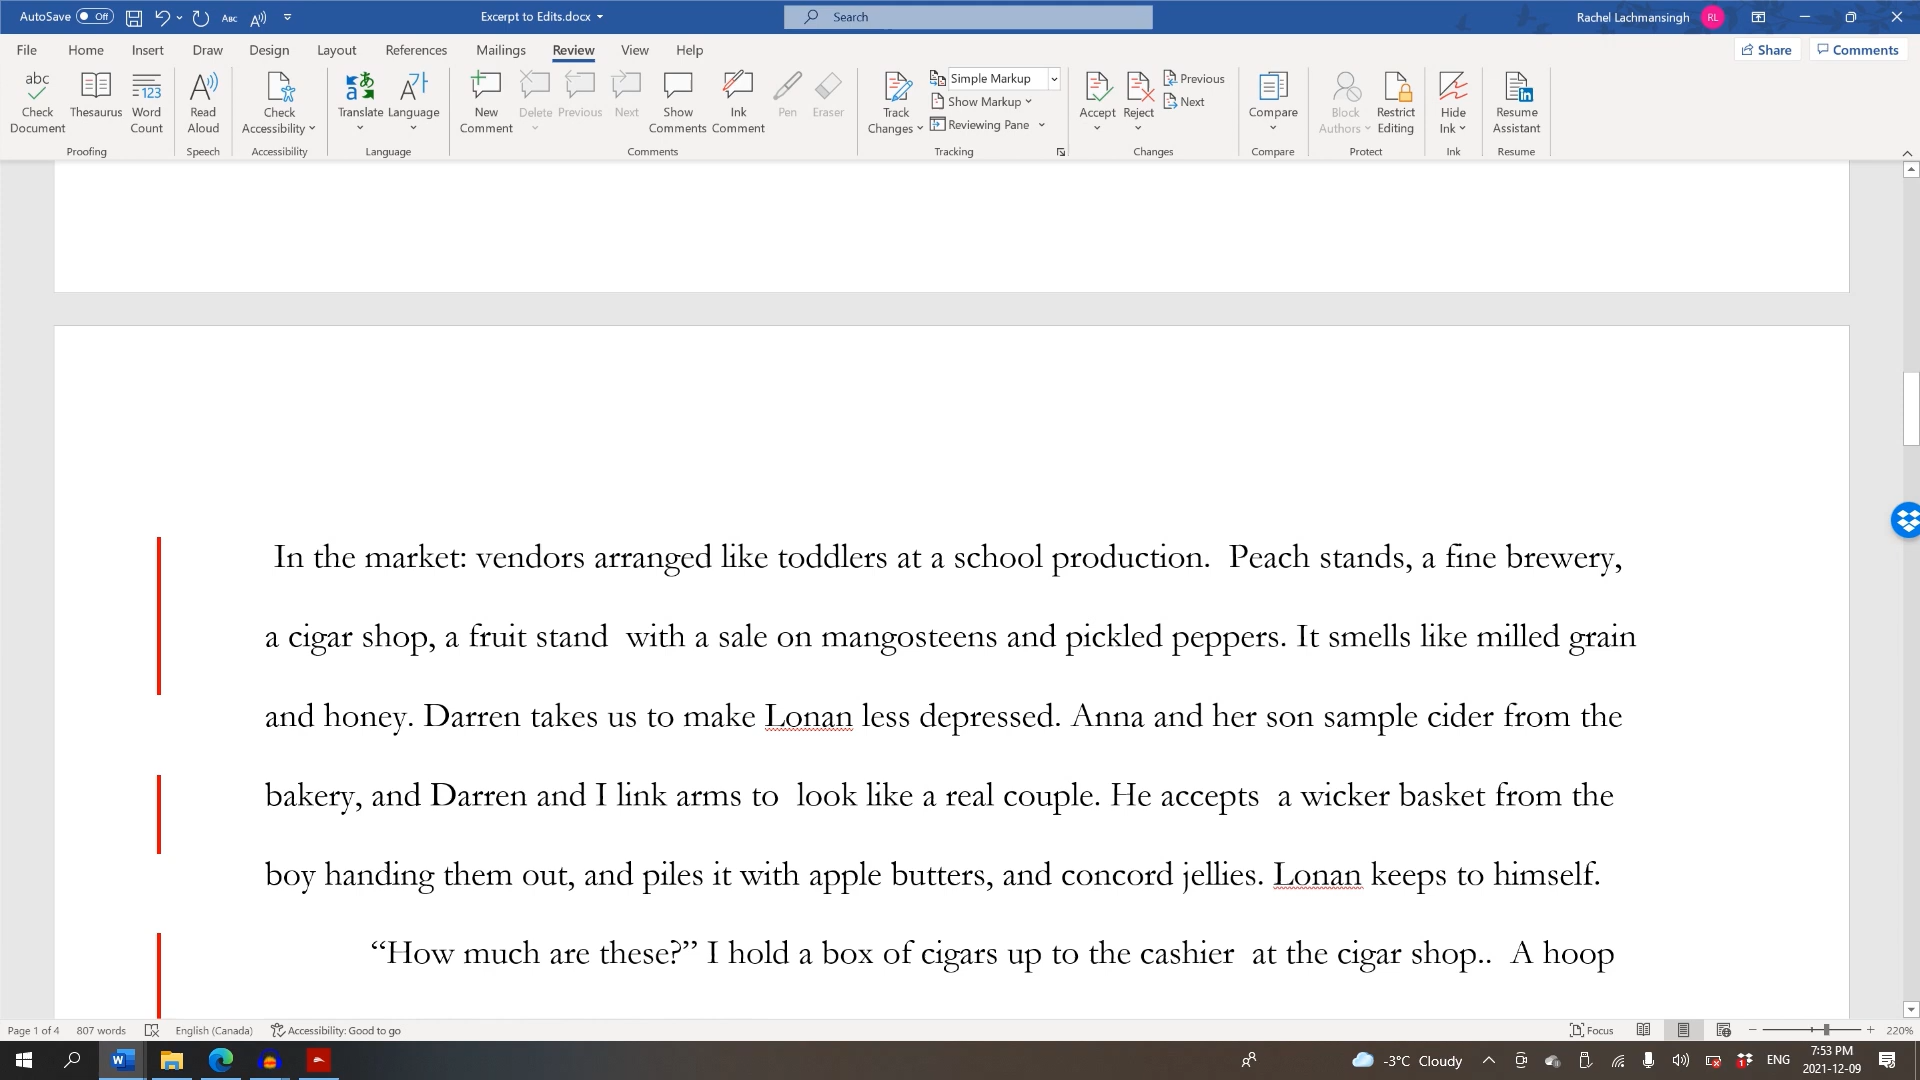 AutoSave Off Abc Excerpt to Edits.docx Search Rachel Lachmansingh RL
File Home Insert Draw Design Layout References Mailings Review View Help Share Comments
abc Check Document
Thesaurus
123 Word Count
Proofing
Read Aloud
Speech
Check Accessibility
Accessibility
Translate
Language
Language
New Comment
Delete
Previous
Next
Show Comments
Ink Comment
Pen
Eraser
Comments
Track Changes
Simple Markup
Show Markup
Reviewing Pane
Tracking
Accept
Reject
Previous
Next
Changes
Compare
Compare
Block Authors
Restrict Editing
Protect
Hide Ink
Ink
Resume Assistant
Resume
In the market: vendors arranged like toddlers at a school production.  Peach stands, a fine brewery,
a cigar shop, a fruit stand  with a sale on mangosteens and pickled peppers. It smells like milled grain
and honey. Darren takes us to make Lonan less depressed. Anna and her son sample cider from the
bakery, and Darren and I link arms to  look like a real couple. He accepts  a wicker basket from the
boy handing them out, and piles it with apple butters, and concord jellies. Lonan keeps to himself.
“How much are these?” I hold a box of cigars up to the cashier  at the cigar shop..  A hoop
Page 1 of 4 807 words English (Canada) Accessibility: Good to go Focus 220%
-3°C Cloudy ENG 7:53 PM
2021-12-09